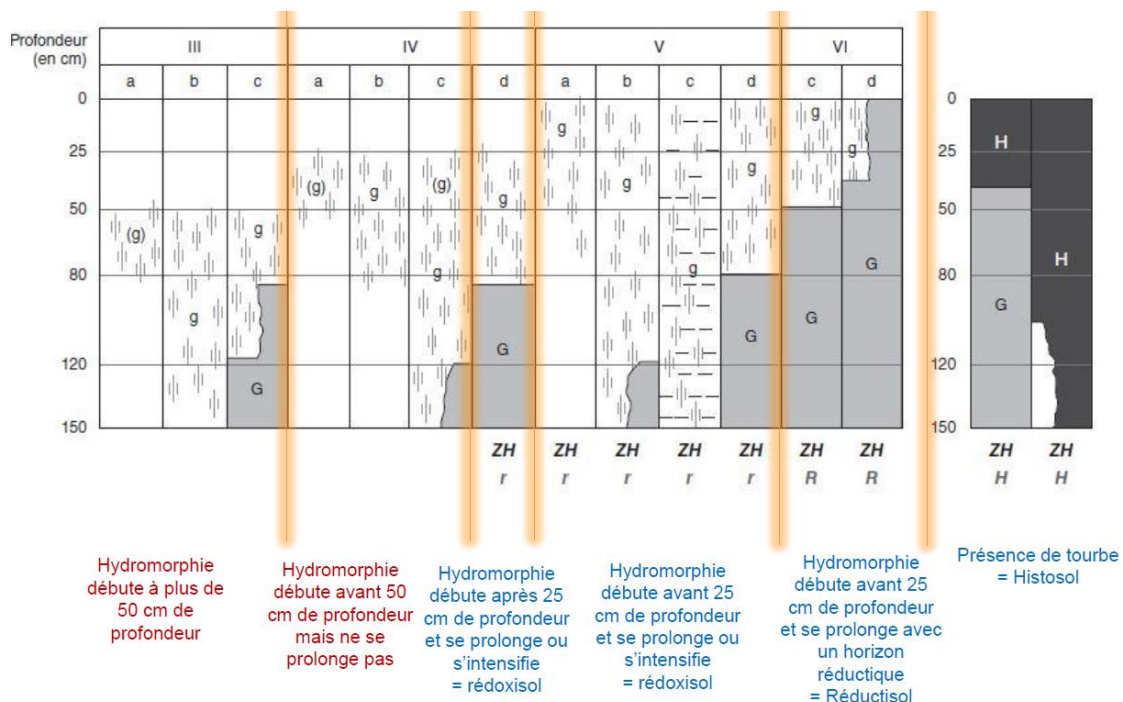 Profondeur
(en cm)
III IV V VI
a b c a b c d a b c d c d
0 0
g g H
25 25
(g) g (g) g g g g
50 50
(g) g H
80 g g G 80
g G G G G
120 120
G
150 150
ZH ZH ZH ZH ZH ZH ZH ZH ZH
r r r r r R R H H
Hydromorphie
débute à plus de
50 cm de
profondeur
Hydromorphie
débute avant 50
cm de profondeur
mais ne se
prolonge pas
Hydromorphie
débute après 25
cm de profondeur
et se prolonge ou
s’intensifie
= rédoxisol
Hydromorphie
débute avant 25
cm de profondeur
et se prolonge ou
s’intensifie
= rédoxisol
Hydromorphie
débute avant 25
cm de profondeur
et se prolonge avec
un horizon
réductique
= Réductisol
Présence de tourbe
= Histosol